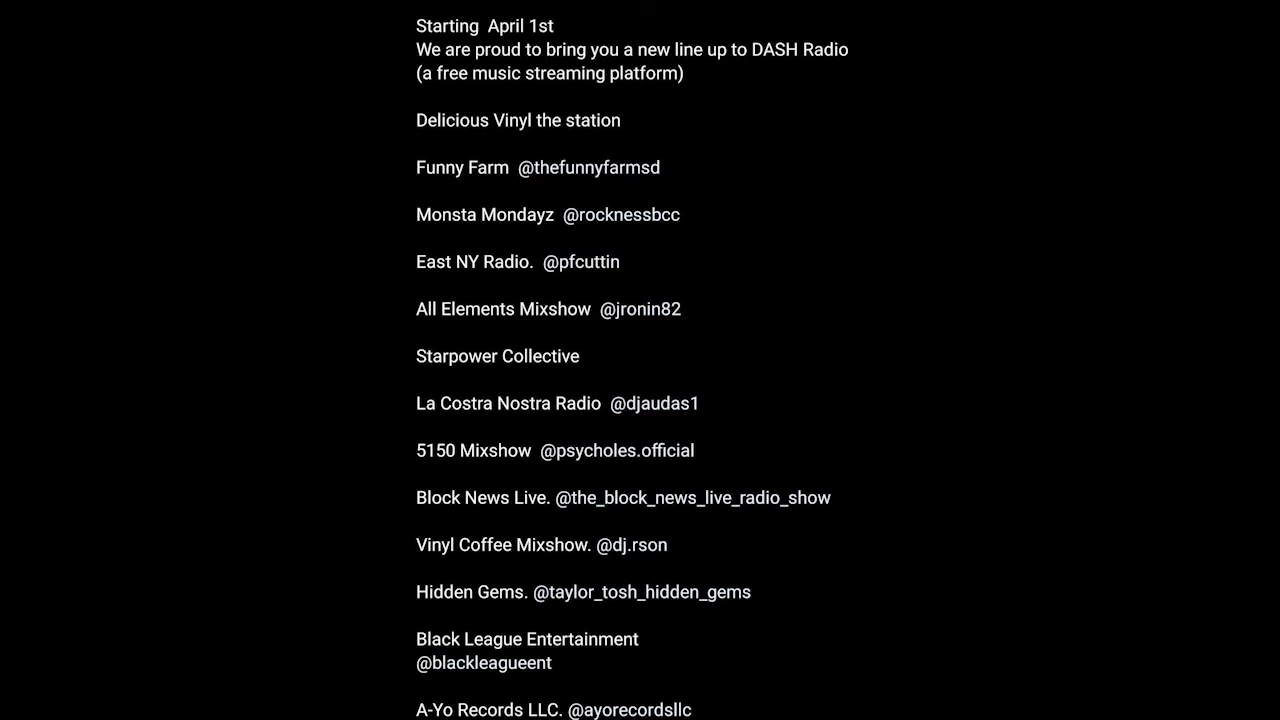 Starting  April 1st
We are proud to bring you a new line up to DASH Radio
(a free music streaming platform)
Delicious Vinyl the station
Funny Farm  @thefunnyfarmsd
Monsta Mondayz  @rocknessbcc
East NY Radio.  @pfcuttin
All Elements Mixshow  @jronin82
Starpower Collective
La Costra Nostra Radio  @djaudas1
5150 Mixshow  @psycholes.official
Block News Live. @the_block_news_live_radio_show
Vinyl Coffee Mixshow. @dj.rson
Hidden Gems. @taylor_tosh_hidden_gems
Black League Entertainment
@blackleagueent
A-Yo Records LLC. @ayorecordsllc